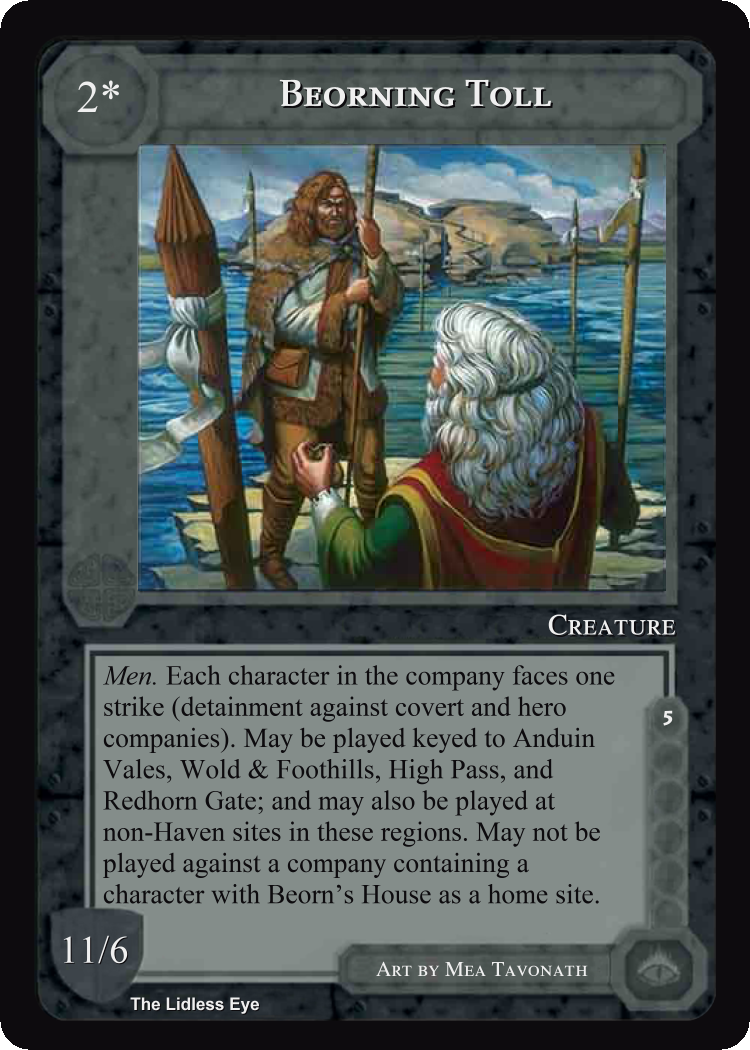 2*
BEORNING TOLL
CREATURE
Men. Each character in the company faces one
strike (detainment against covert and hero
companies). May be played keyed to Anduin
Vales, Wold & Foothills, High Pass, and
Redhorn Gate; and may also be played at
non-Haven sites in these regions. May not be
played against a company containing a
character with Beorn's House as a home site.
5
11/6
ART BY MEA TAVONATH
The Lidless Eye